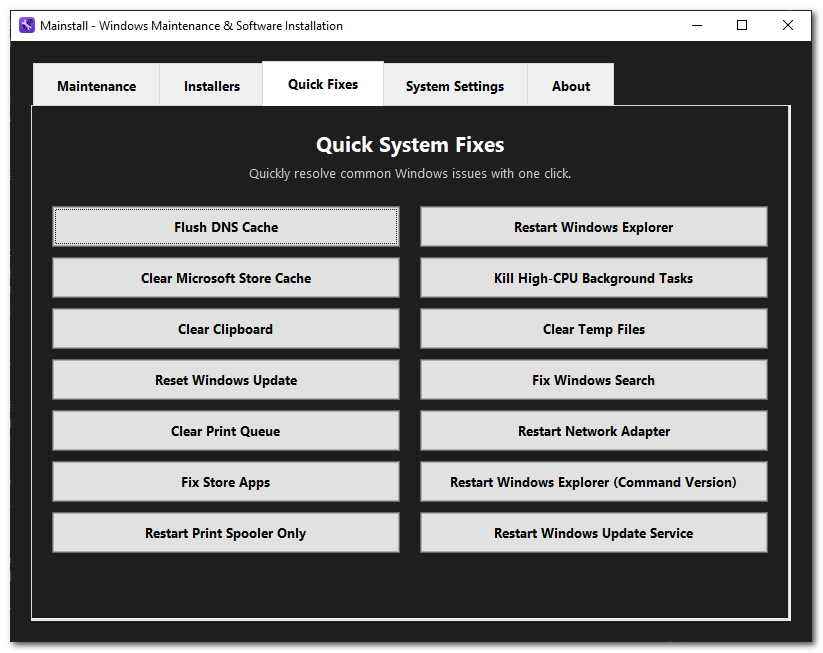 Mainstall - Windows Maintenance & Software Installation
Maintenance
Installers
Quick Fixes
System Settings
About
Quick System Fixes
Quickly resolve common Windows issues with one click.
Flush DNS Cache
Restart Windows Explorer
Clear Microsoft Store Cache
Kill High-CPU Background Tasks
Clear Clipboard
Clear Temp Files
Reset Windows Update
Fix Windows Search
Clear Print Queue
Restart Network Adapter
Fix Store Apps
Restart Windows Explorer (Command Version)
Restart Print Spooler Only
Restart Windows Update Service